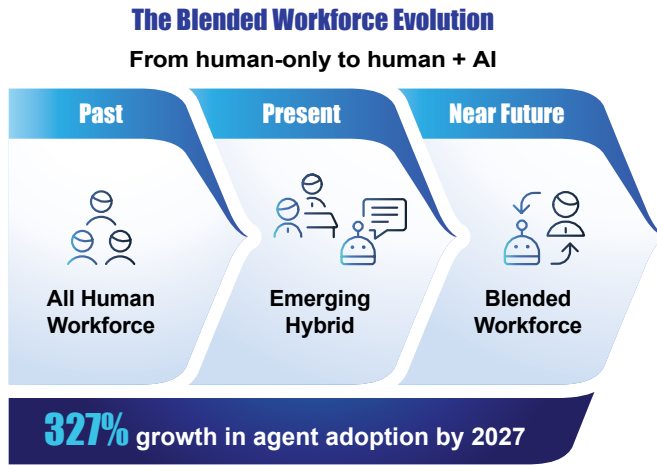 The Blended Workforce Evolution
From human-only to human + AI
Past
Present
Near Future
All Human
Workforce
Emerging
Hybrid
Blended
Workforce
327% growth in agent adoption by 2027